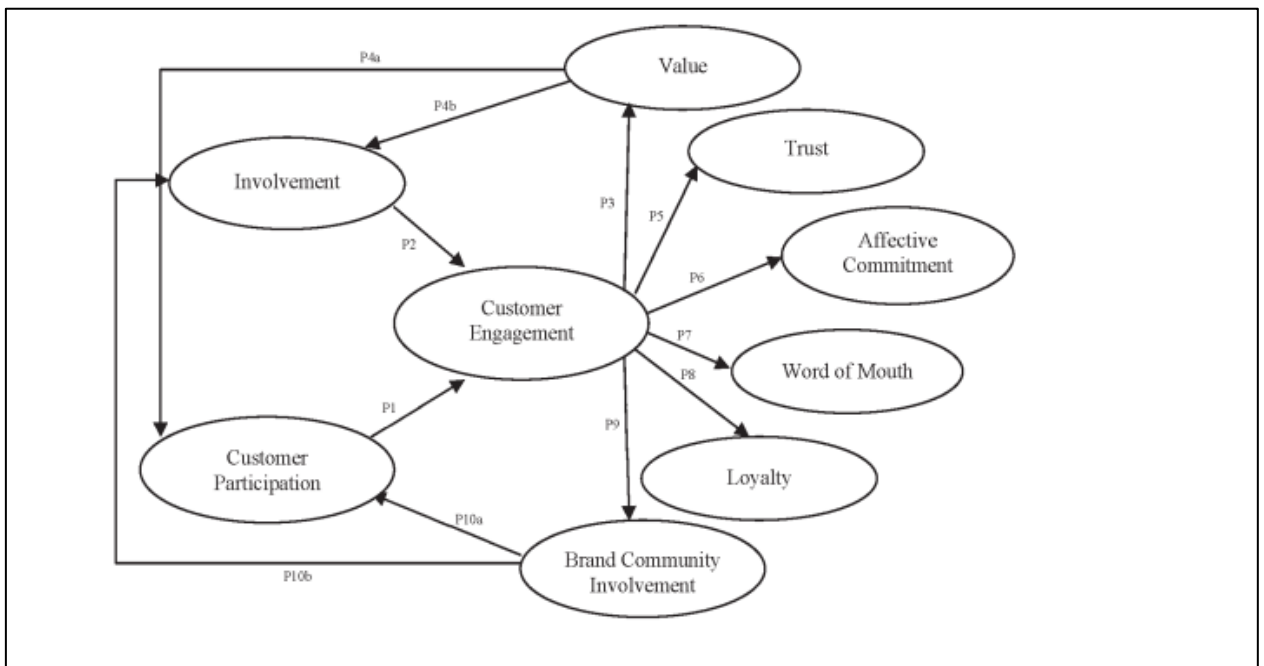 P4a
Value
P4b
Trust
Involvement
P3
P5
P2
Affective
Commitment
P6
Customer
Engagement
P7
Word of Mouth
P8
P1
P9
Customer
Participation
Loyalty
P10a
Brand Community
Involvement
P10b